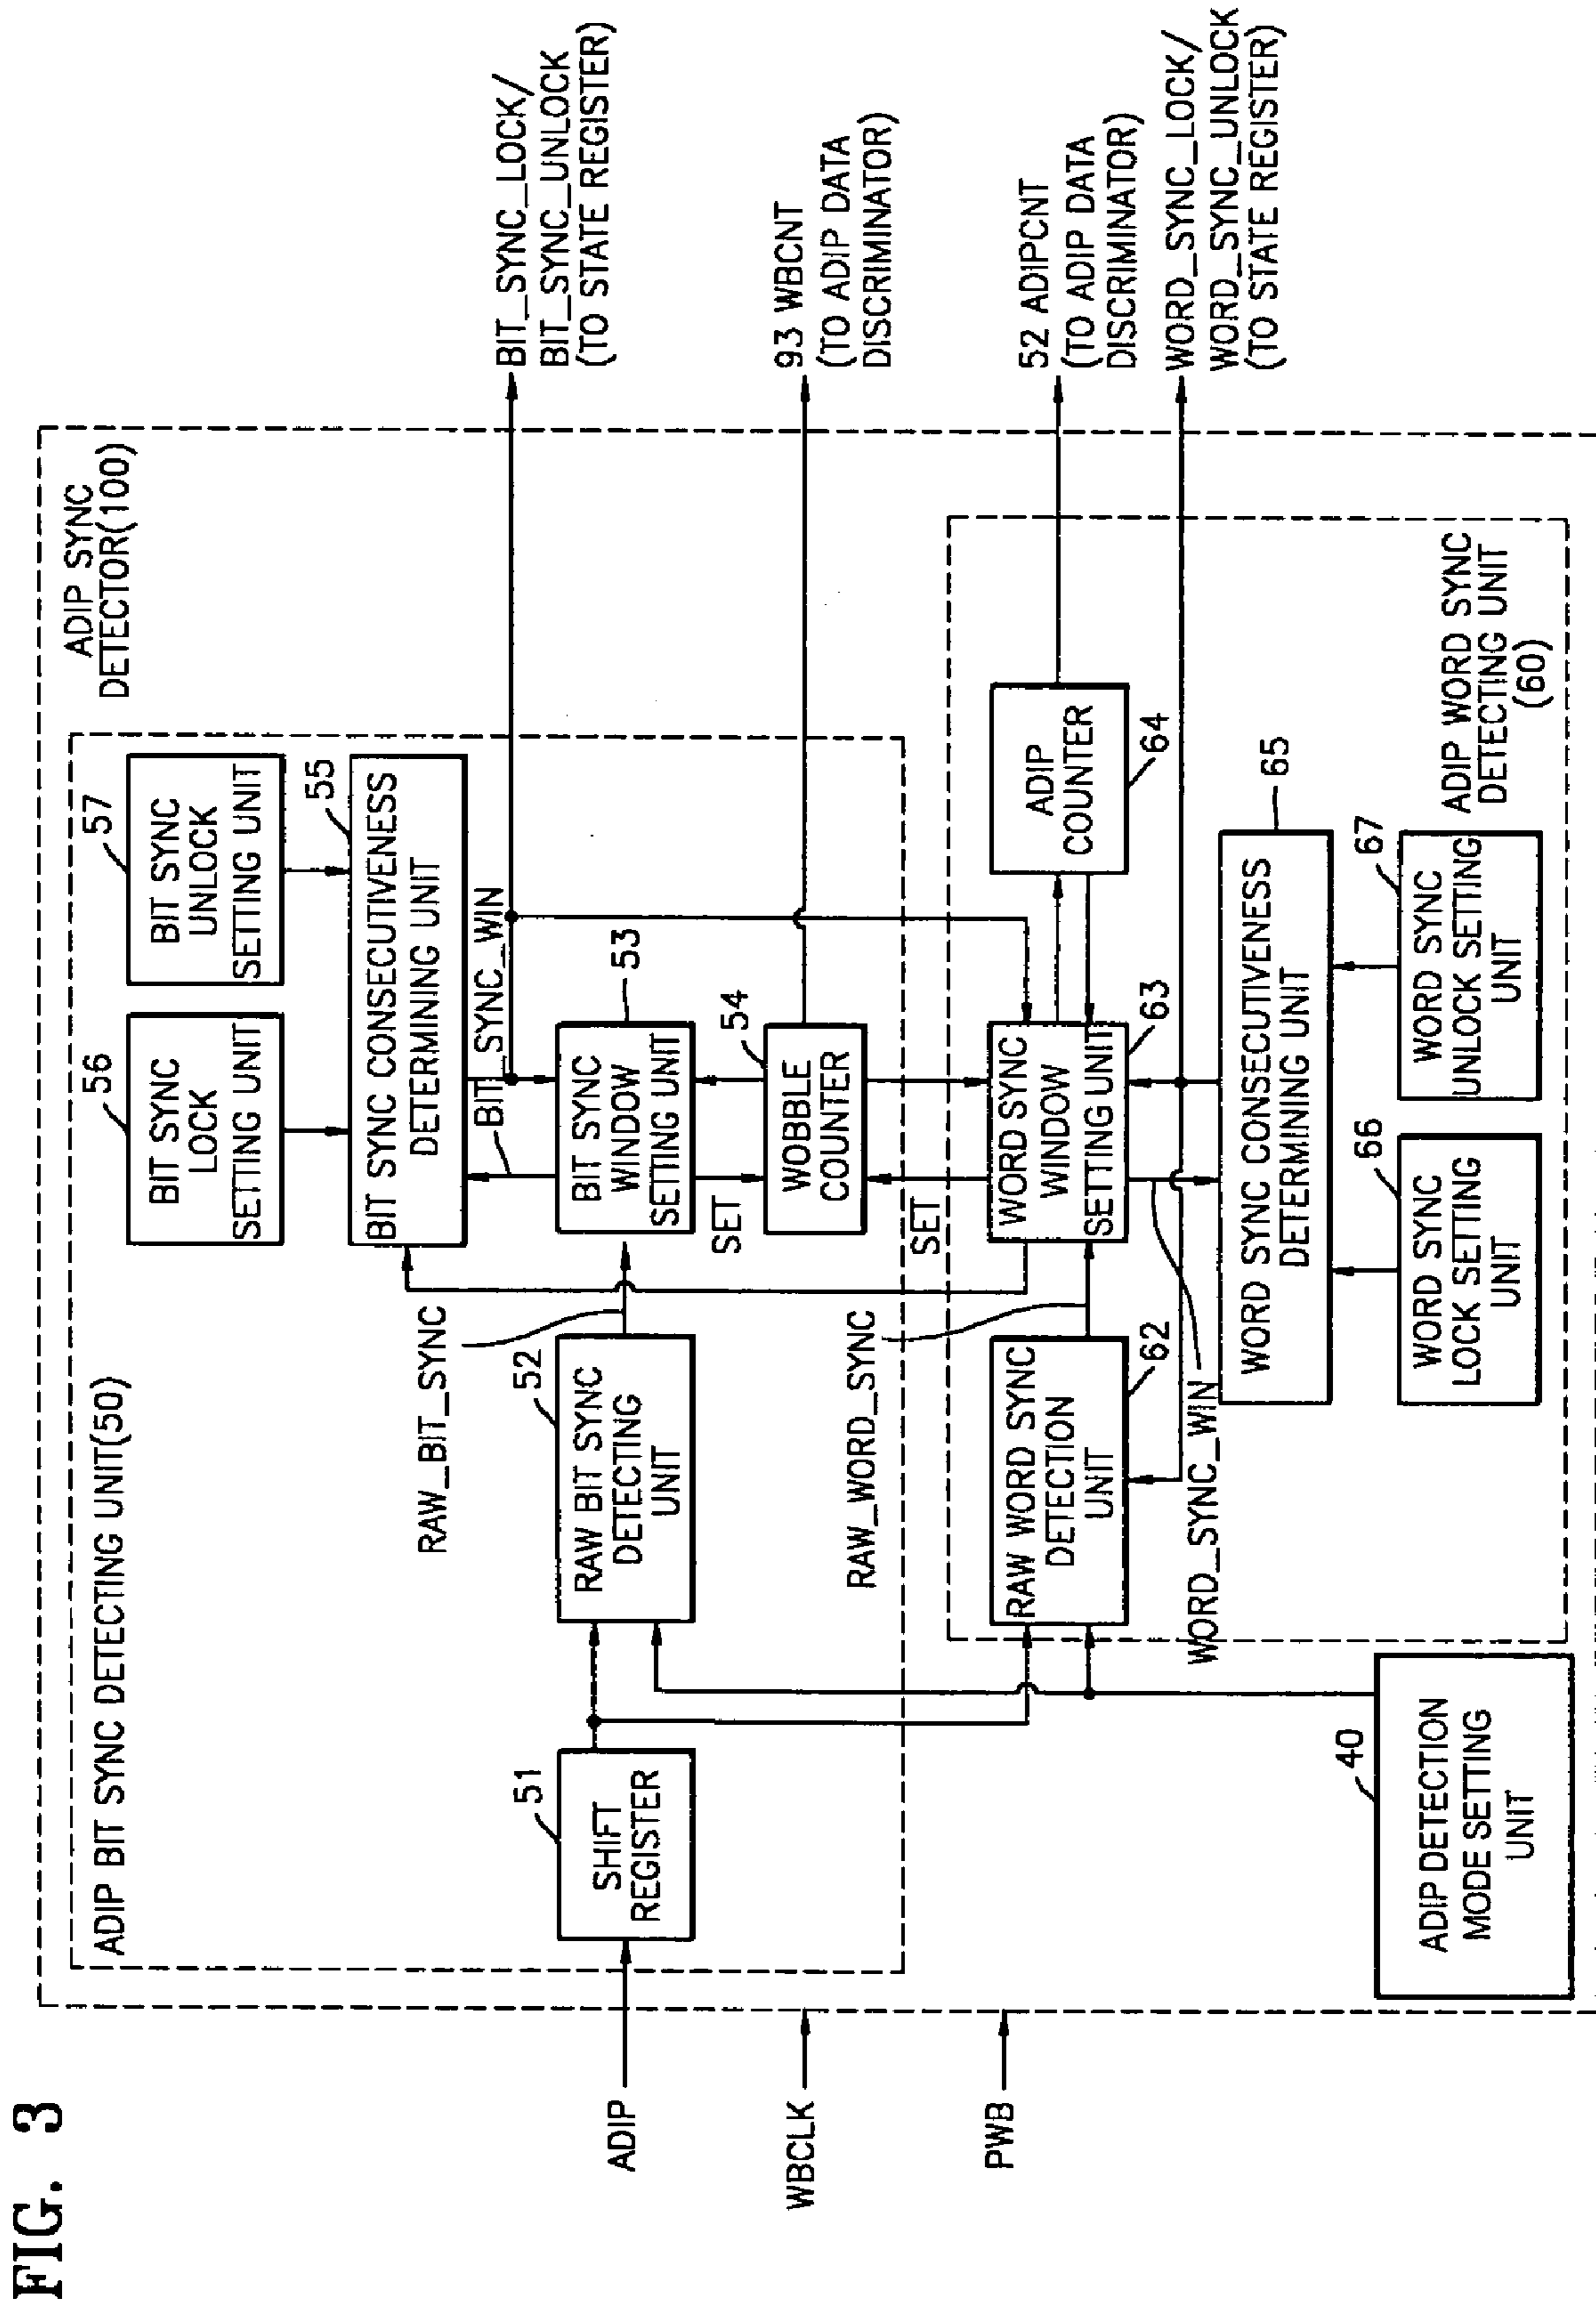 FIG. 3
ADIP SYNC
DETECTOR(100)
ADIP BIT SYNC DETECTING UNIT(50)
56
BIT SYNC
LOCK
SETTING UNIT
57
BIT SYNC
UNLOCK
SETTING UNIT
55
BIT SYNC CONSECUTIVENESS
DETERMINING UNIT
BIT_SYNC_WIN
BIT_SYNC_LOCK/
BIT_SYNC_UNLOCK
(TO STATE REGISTER)
RAW_BIT_SYNC
ADIP
51
SHIFT
REGISTER
52
RAW BIT SYNC
DETECTING
UNIT
53
BIT SYNC
WINDOW
SETTING UNIT
SET
54
WOBBLE
COUNTER
93 WBCNT
(TO ADIP DATA
DISCRIMINATOR)
WBCLK
RAW_WORD_SYNC
SET
PWB
RAW WORD SYNC
DETECTION
UNIT
62
WORD SYNC
WINDOW
SETTING UNIT
63
ADIP
COUNTER
64
52 ADIPCNT
(TO ADIP DATA
DISCRIMINATOR)
WORD_SYNC_LOCK/
WORD_SYNC_UNLOCK
(TO STATE REGISTER)
WORD_SYNC_WIN
WORD SYNC CONSECUTIVENESS
DETERMINING UNIT
65
40
ADIP DETECTION
MODE SETTING
UNIT
66
WORD SYNC
LOCK SETTING
UNIT
67
WORD SYNC
UNLOCK SETTING
UNIT
ADIP WORD SYNC
DETECTING UNIT
(60)